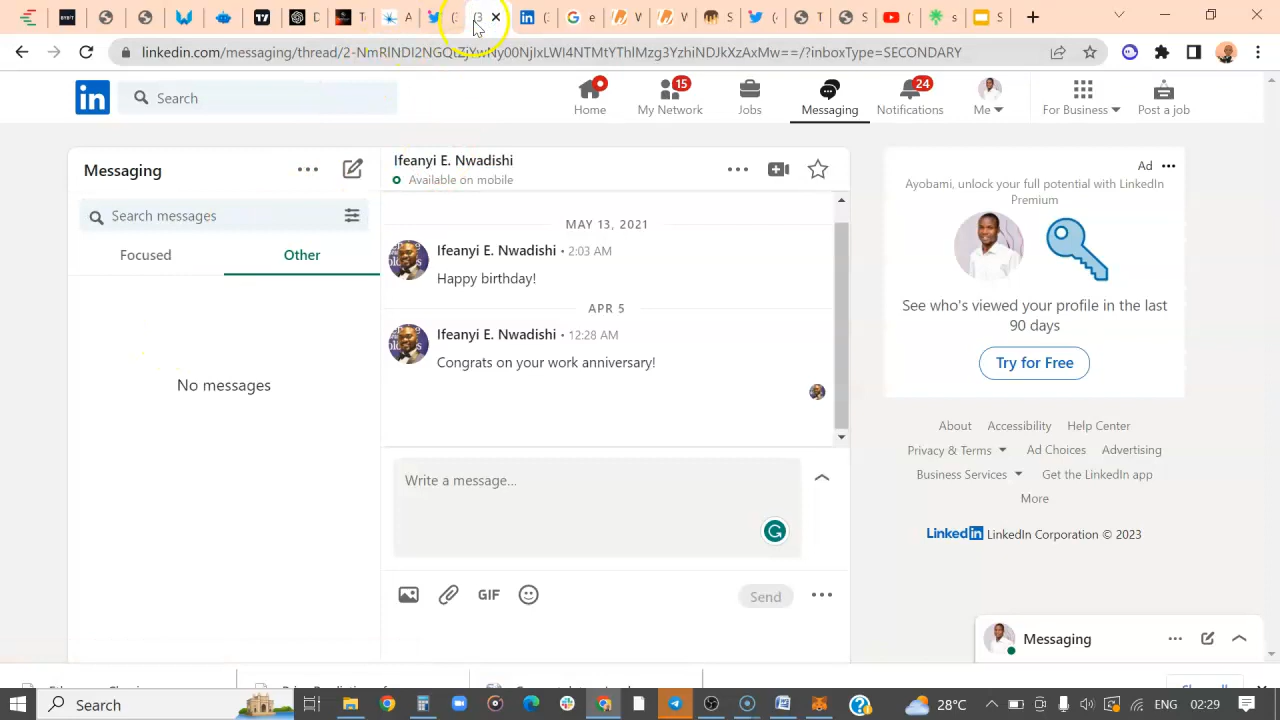 linkedin.com/messaging/thread/
/?inboxType=SECONDARY
in
Search
Home
15
My Network
Jobs
Messaging
24
Notifications
Me
For Business
Post a job
Messaging
Search messages
Focused
Other
No messages
Ifeanyi E. Nwadishi
Available on mobile
MAY 13, 2021
Ifeanyi E. Nwadishi • 2:03 AM
Happy birthday!
APR 5
Ifeanyi E. Nwadishi • 12:28 AM
Congrats on your work anniversary!
Write a message...
GIF
Send
Ad
Ayobami, unlock your full potential with LinkedIn
Premium
See who's viewed your profile in the last
90 days
Try for Free
About Accessibility Help Center
Privacy & Terms Ad Choices Advertising
Business Services Get the LinkedIn app
More
LinkedIn LinkedIn Corporation © 2023
Messaging
Search
28°C
ENG
02:29